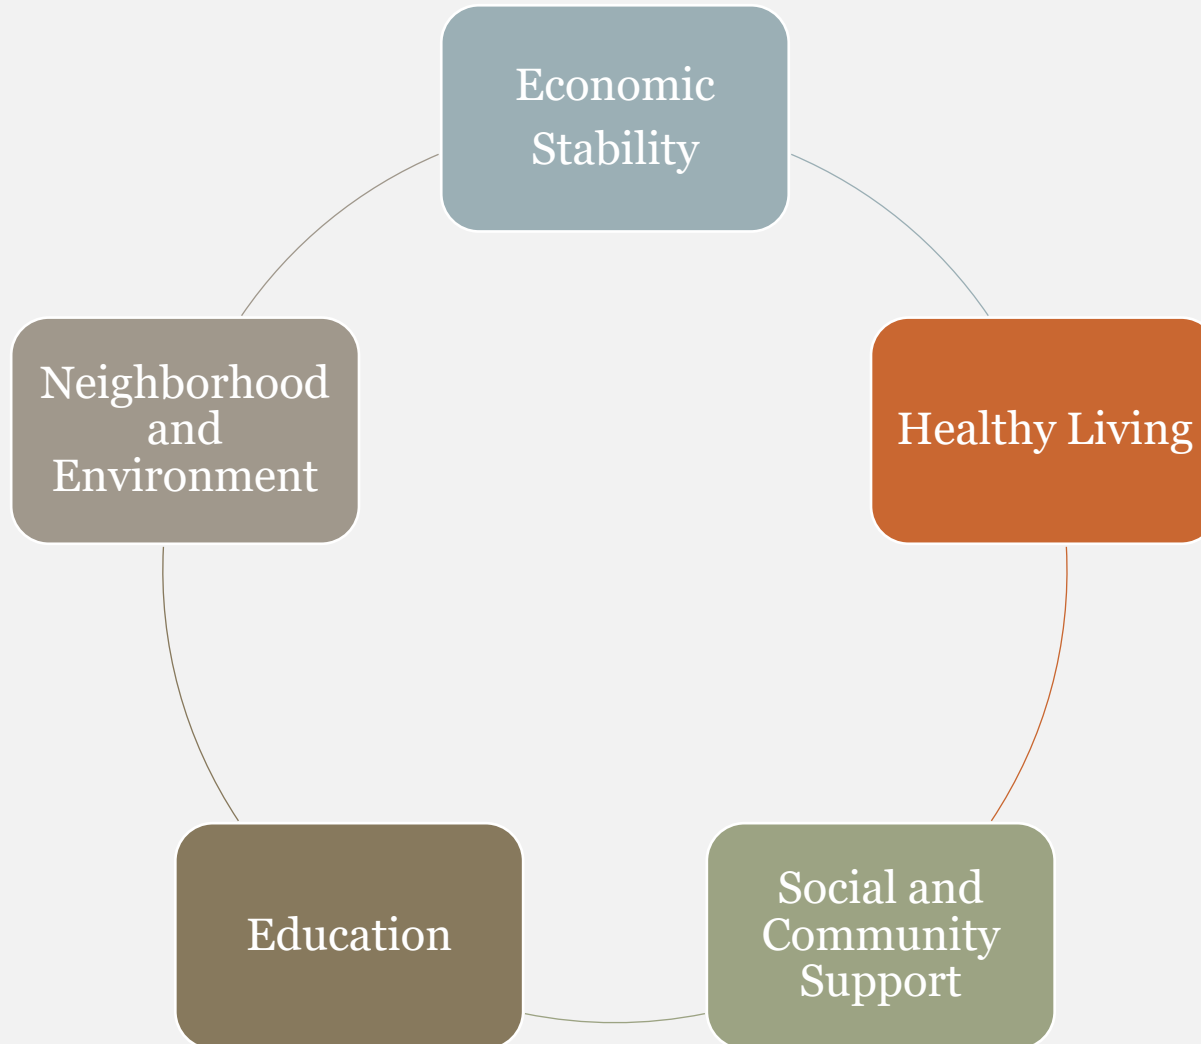 Economic
Stability
Neighborhood
and
Environment
Healthy Living
Education
Social and
Community
Support